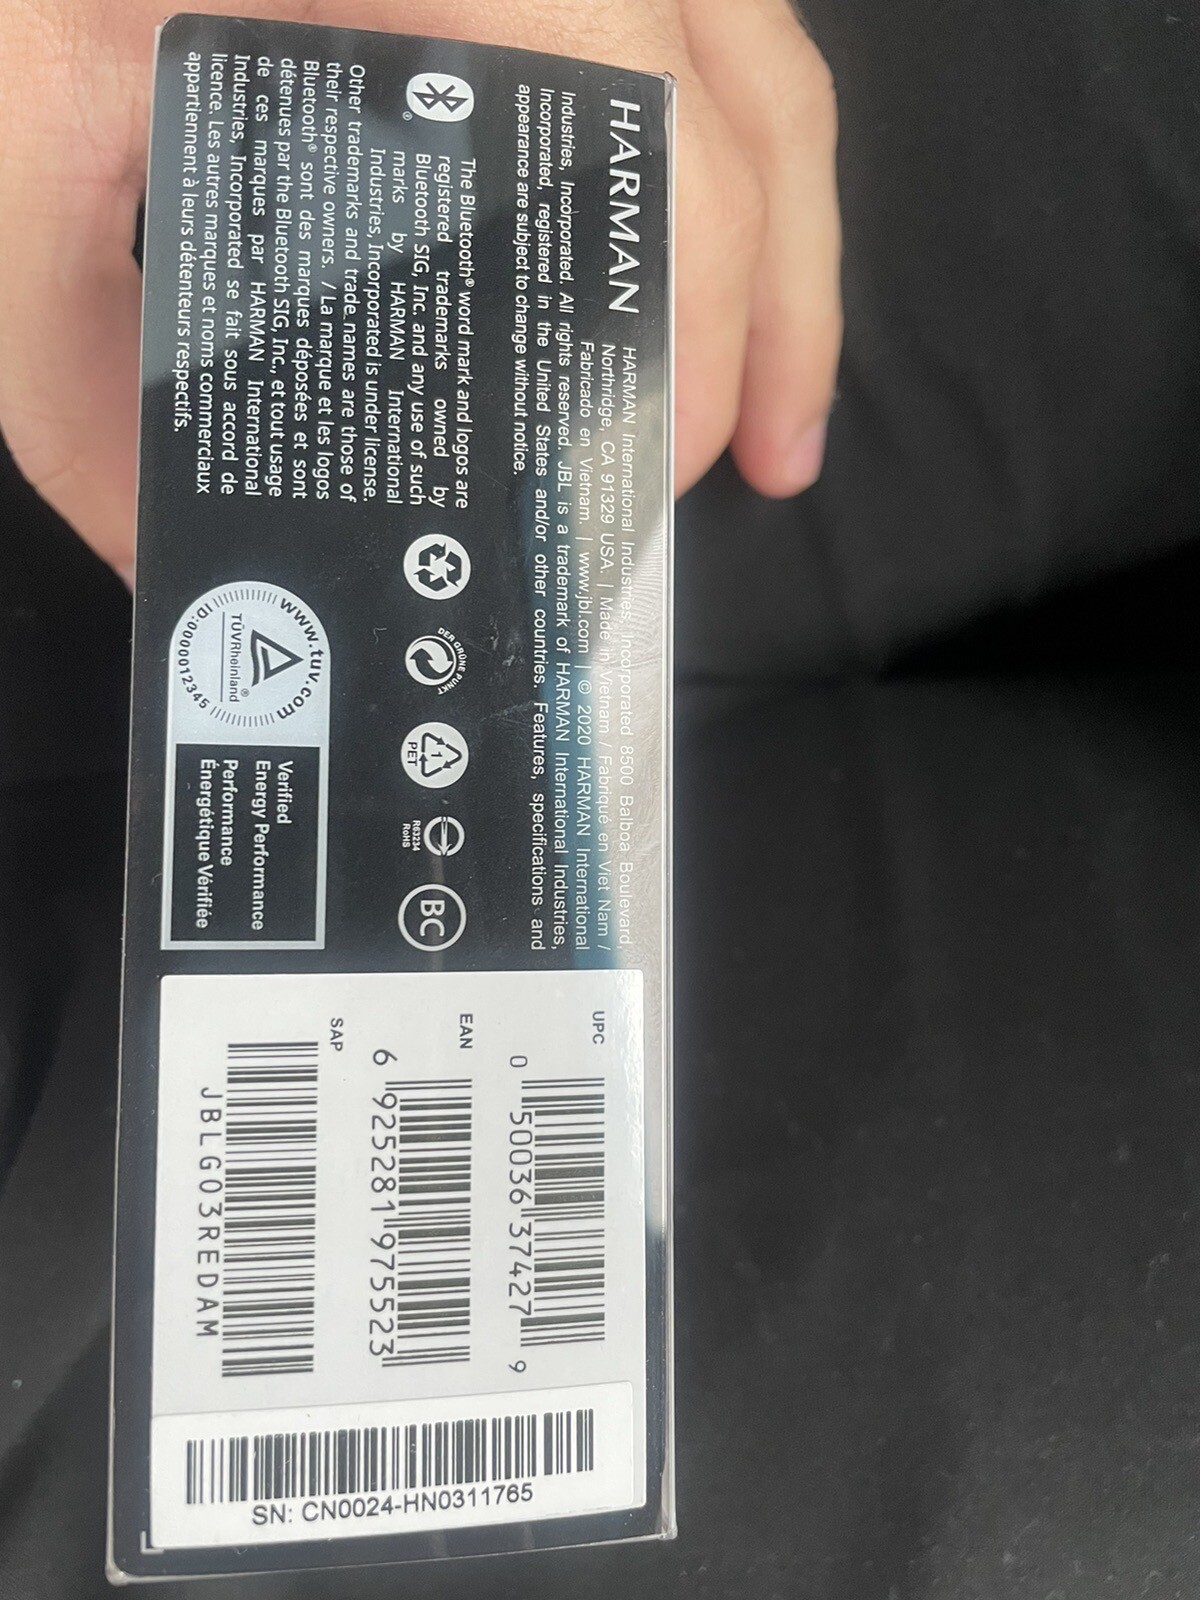 HARMAN
HARMAN International Industries, Incorporated 8500 Balboa Boulevard,
Northridge, CA 91329 USA. | Made in Vietnam / Fabriqué en Viet Nam /
Fabricado en Vietnam. | www.jbl.com | © 2020 HARMAN International
Industries, Incorporated. All rights reserved. JBL is a trademark of HARMAN International Industries,
Incorporated, registered in the United States and/or other countries. Features, specifications and
appearance are subject to change without notice.
The Bluetooth® word mark and logos are
registered trademarks owned by
Bluetooth SIG, Inc. and any use of such
marks by HARMAN International
Industries, Incorporated is under license.
Other trademarks and trade names are those of
their respective owners. / La marque et les logos
Bluetooth® sont des marques déposées et sont
détenues par the Bluetooth SIG, Inc., et tout usage
de ces marques par HARMAN International
Industries, Incorporated se fait sous accord de
licence. Les autres marques et noms commerciaux
appartiennent à leurs détenteurs respectifs.
®
DER GRÜNE PUNKT
1
PET
R63234
RoHS
BC
www.tuv.com
TÜVRheinland®
ID:0000012345
Verified
Energy Performance
Performance
Énergétique Vérifiée
UPC
0 50036 37427 9
EAN
6 925281 975523
SAP
JBLGO3REDAM
SN: CN0024-HN0311765